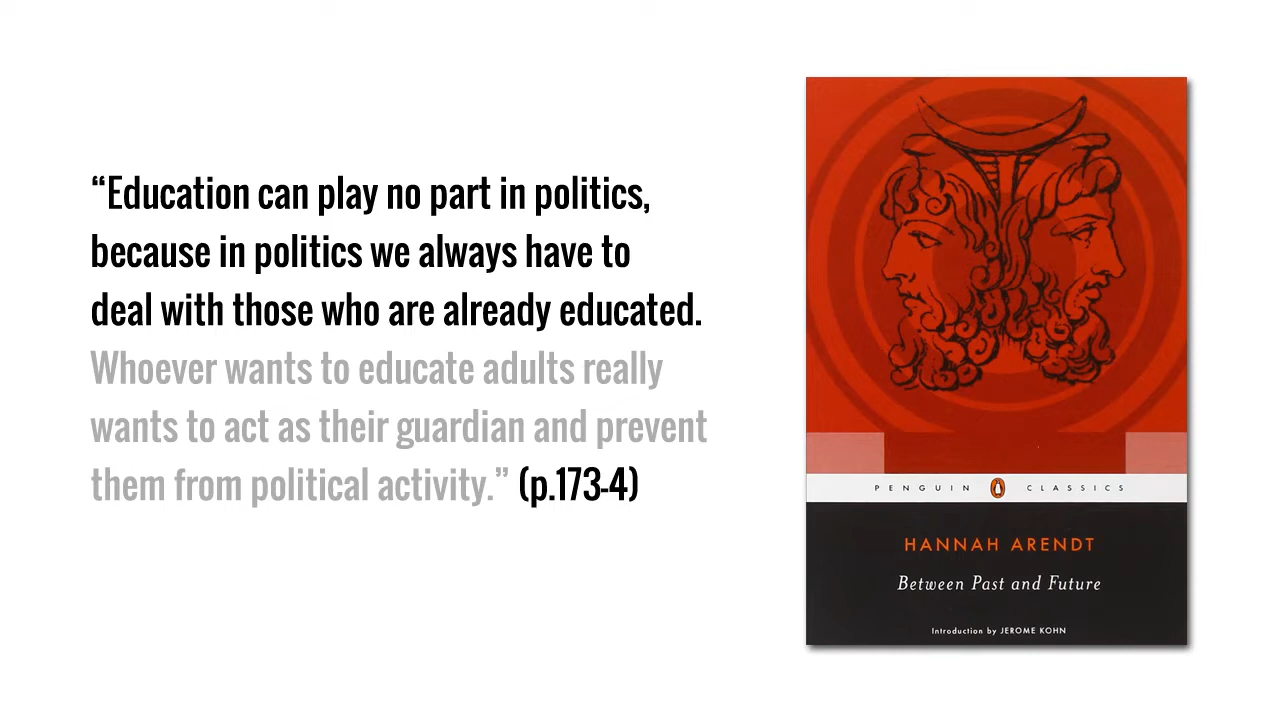 “Education can play no part in politics,
because in politics we always have to
deal with those who are already educated.
Whoever wants to educate adults really
wants to act as their guardian and prevent
them from political activity.” (p.173-4)
PENGUIN CLASSICS
HANNAH ARENDT
Between Past and Future
Introduction by JEROME KOHN